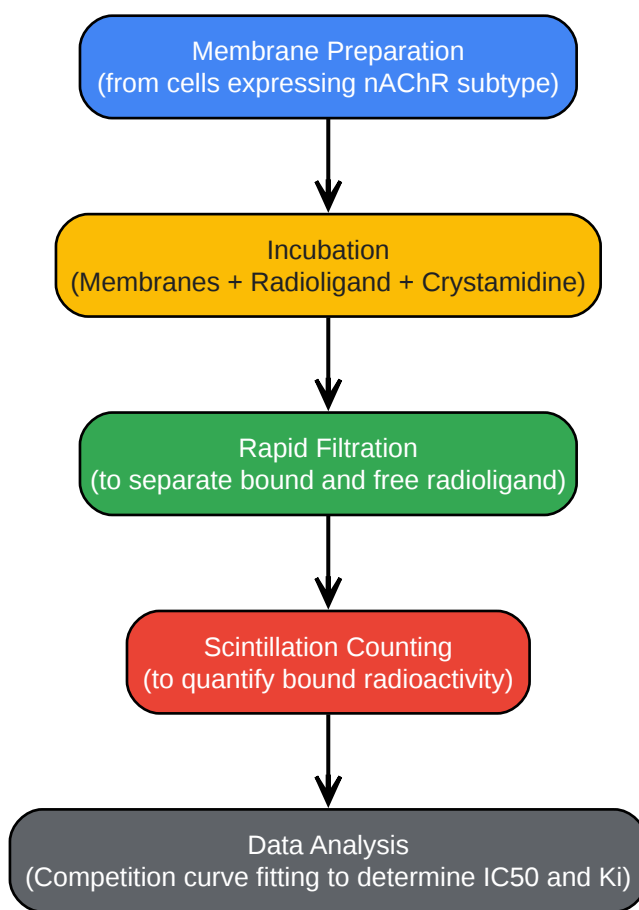 Membrane Preparation
(from cells expressing nAChR subtype)
Incubation
(Membranes + Radioligand + Crystamidine)
Rapid Filtration
(to separate bound and free radioligand)
Scintillation Counting
(to quantify bound radioactivity)
Data Analysis
(Competition curve fitting to determine IC50 and Ki)